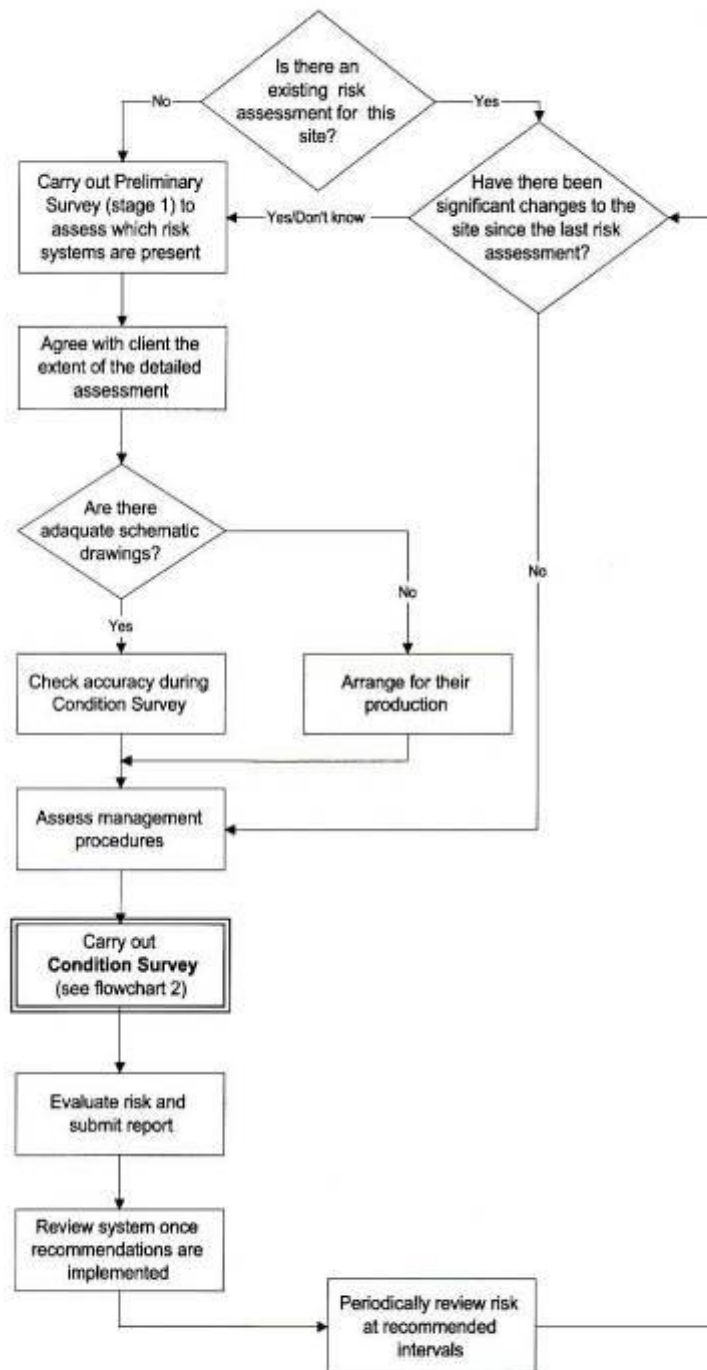 Is there an
existing risk
assessment for this
site?
No
Yes
Carry out Preliminary
Survey (stage 1) to
assess which risk
systems are present
Yes/Don't know
Have there been
significant changes to the
site since the last risk
assessment?
Agree with client the
extent of the detailed
assessment
Are there
adaquate schematic
drawings?
No
No
Yes
Check accuracy during
Condition Survey
Arrange for their
production
Assess management
procedures
Carry out
Condition Survey
(see flowchart 2)
Evaluate risk and
submit report
Review system once
recommendations are
implemented
Periodically review risk
at recommended
intervals